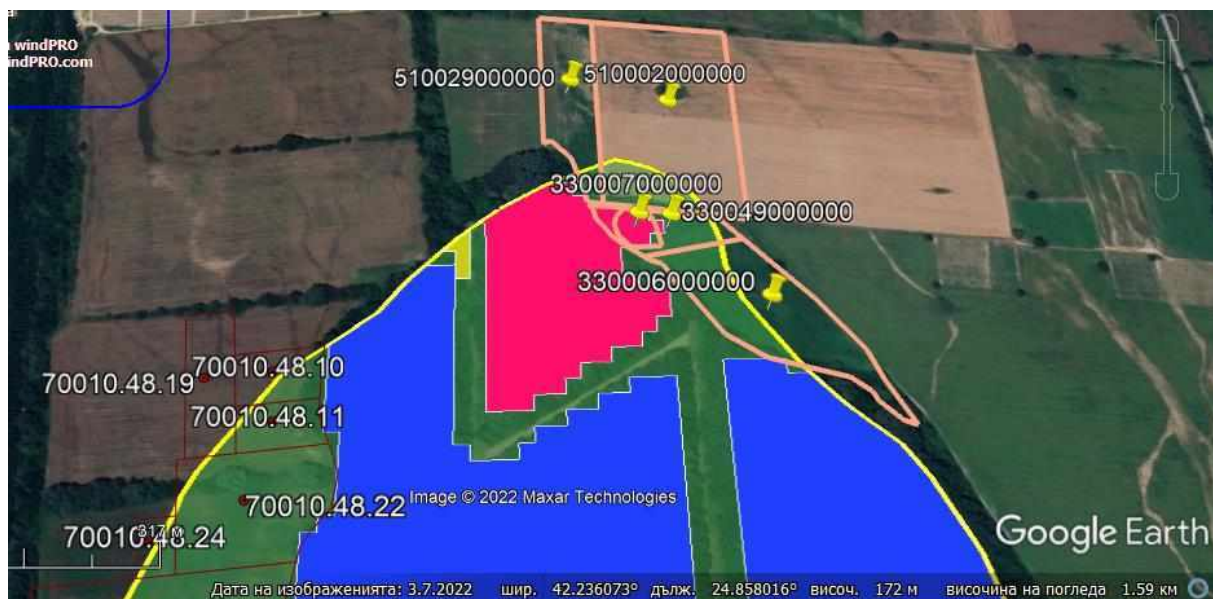 n windPRO
indPRO.com
510029000000
510002000000
330007000000
330049000000
330006000000
70010.48.10
70010.48.19
70010.48.11
70010.48.22
Image © 2022 Maxar Technologies
70010.48.24
317 м
Google Earth
Дата на изображенията: 3.7.2022 шир. 42.236073° дълж. 24.858016° височ. 172 м височина на погледа 1.59 км